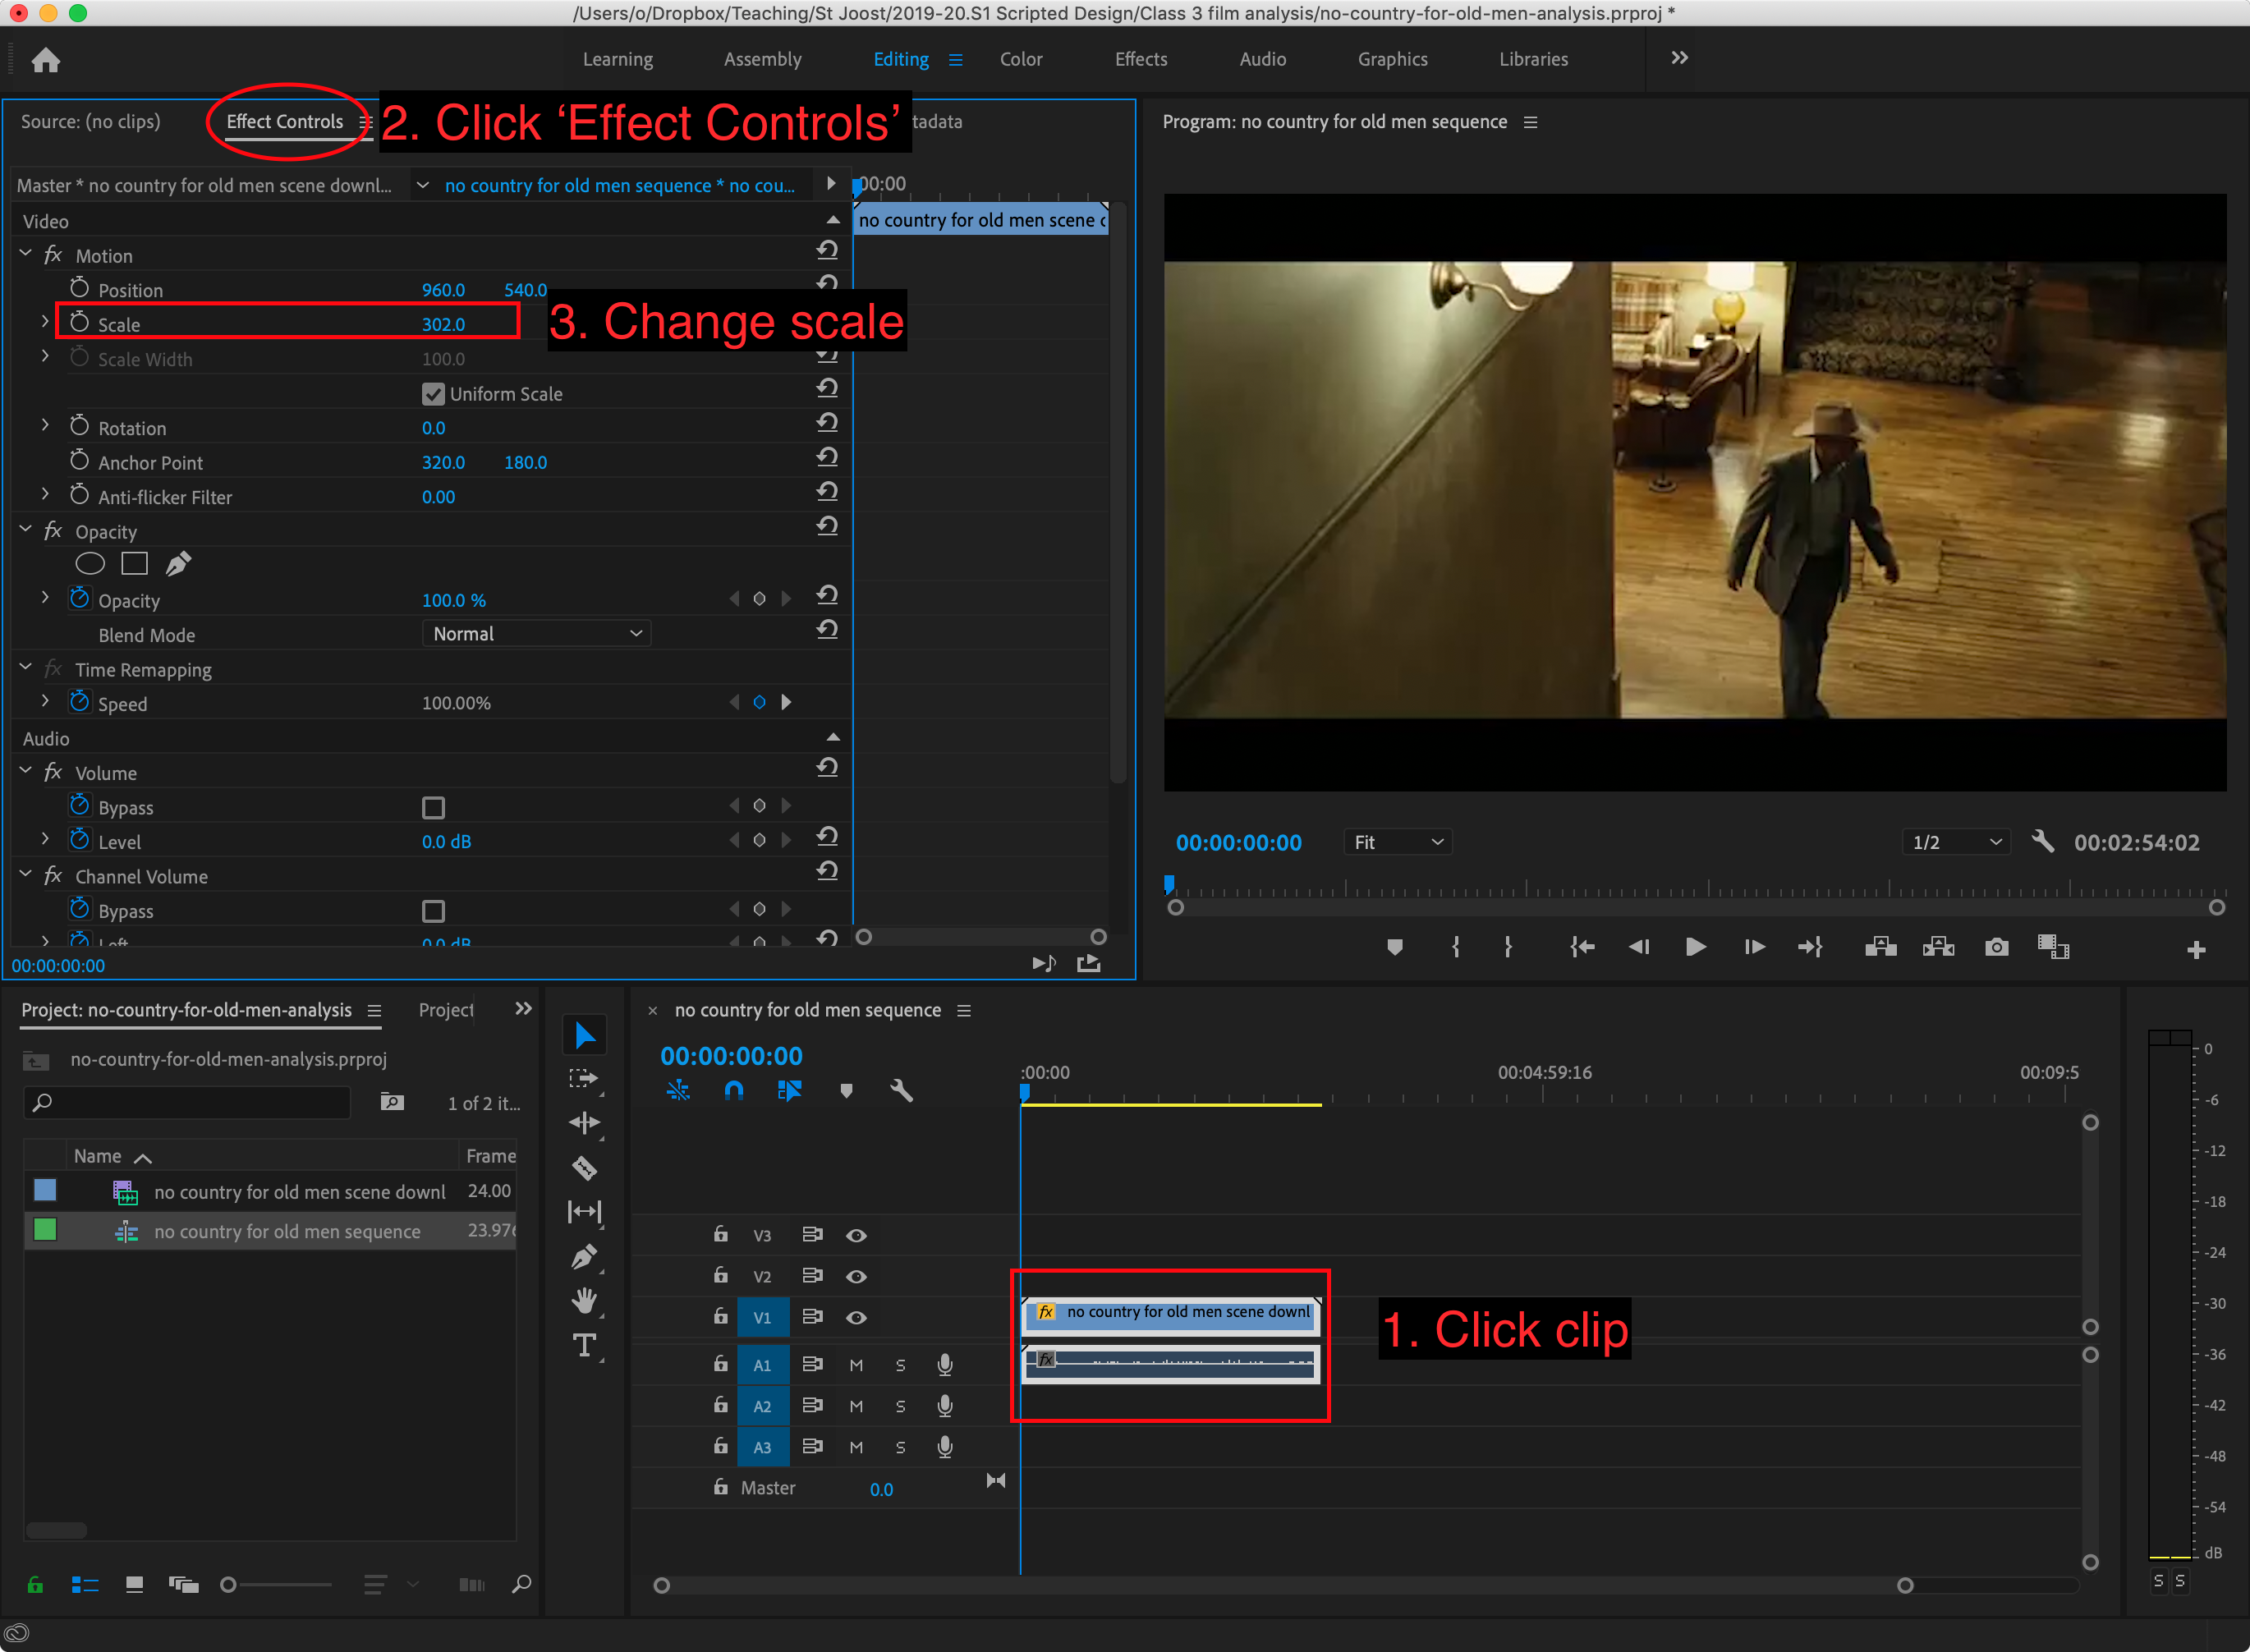 /Users/o/Dropbox/Teaching/St Joost/2019-20.S1 Scripted Design/Class 3 film analysis/no-country-for-old-men-analysis.prproj *
Learning Assembly Editing Color Effects Audio Graphics Libraries
Source: (no clips) Effect Controls 2. Click ‘Effect Controls’ tadata
Program: no country for old men sequence
Master * no country for old men scene downl... no country for old men sequence * no cou...
:00:00
Video
no country for old men scene
fx Motion
Position 960.0 540.0
Scale 302.0
3. Change scale
Scale Width 100.0
Uniform Scale
Rotation 0.0
Anchor Point 320.0 180.0
Anti-flicker Filter 0.00
fx Opacity
Opacity 100.0 %
Blend Mode Normal
fx Time Remapping
Speed 100.00%
Audio
fx Volume
Bypass
Level 0.0 dB
fx Channel Volume
Bypass
Left 0.0 dB
00:00:00:00
00:00:00:00 Fit 1/2 00:02:54:02
Project: no-country-for-old-men-analysis Project
no-country-for-old-men-analysis.prproj
1 of 2 it...
Name Frame
no country for old men scene downl 24.00
no country for old men sequence 23.976
× no country for old men sequence
00:00:00:00
:00:00 00:04:59:16 00:09:5
V3
V2
V1 fx no country for old men scene downl
1. Click clip
A1 M S fx
A2 M S
A3 M S
Master 0.0
0
-6
-12
-18
-24
-30
-36
-42
-48
-54
dB
S S